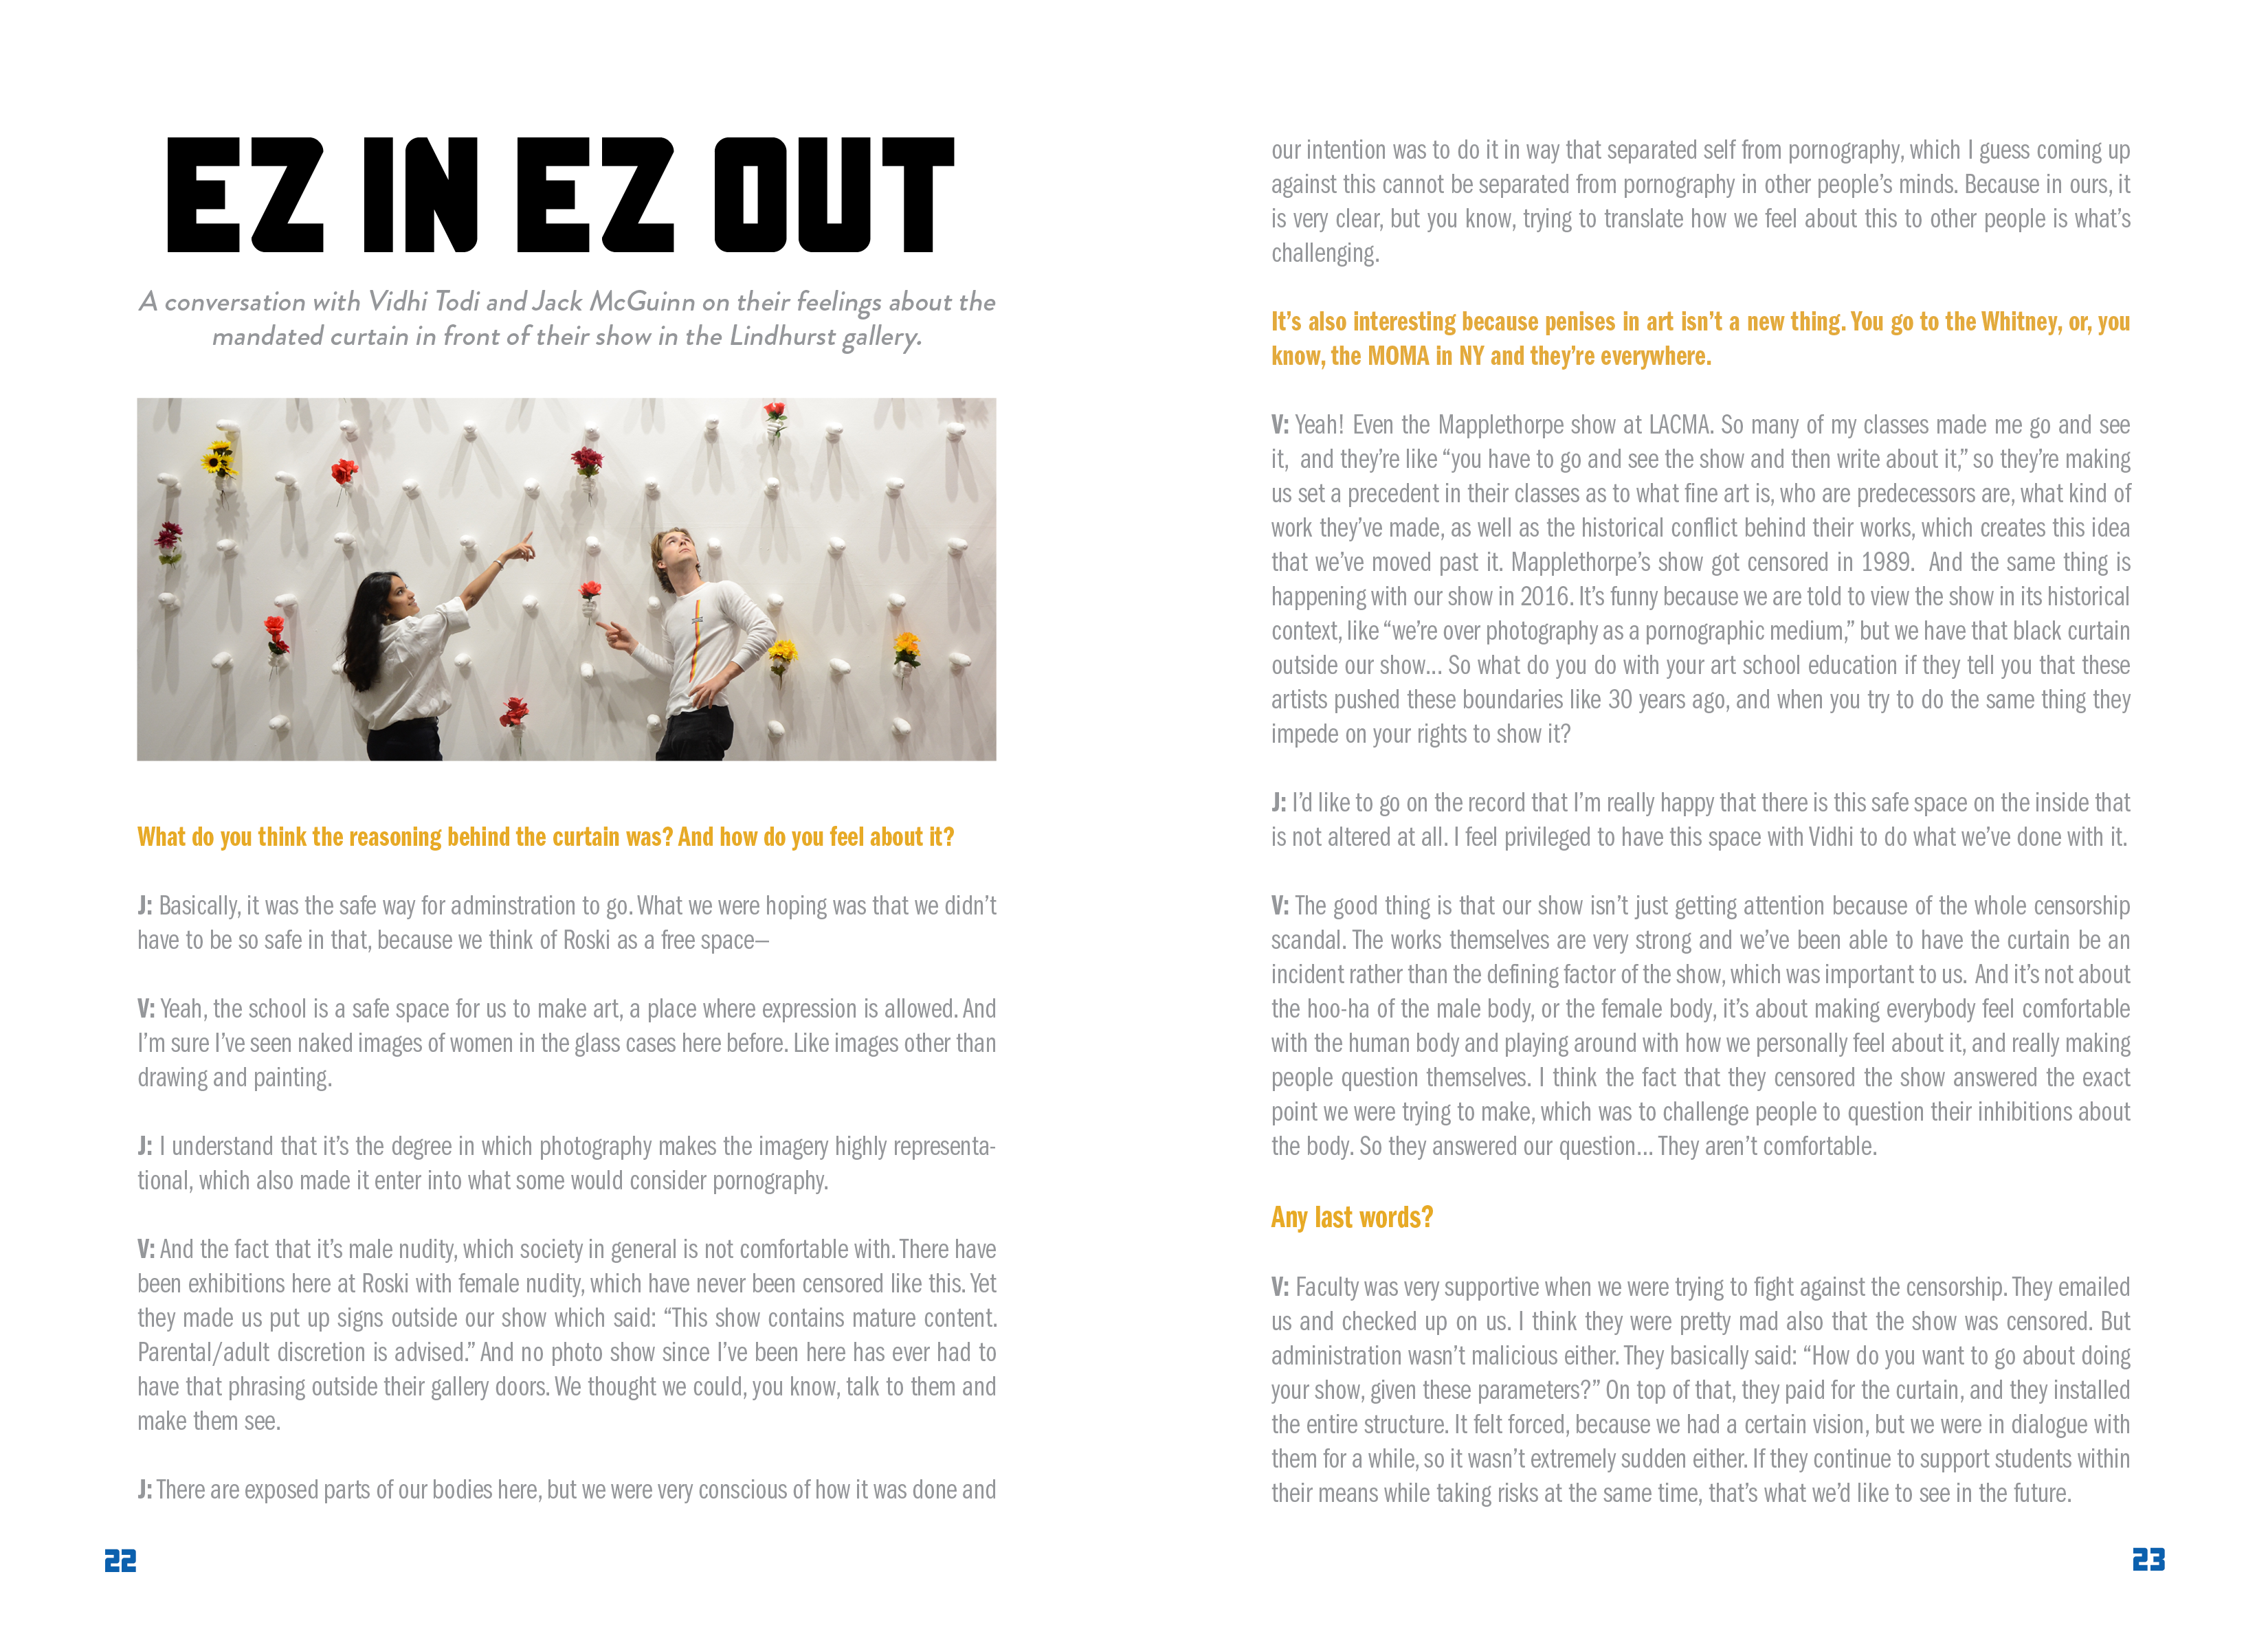 EZ IN EZ OUT
A conversation with Vidhi Todi and Jack McGuinn on their feelings about the
mandated curtain in front of their show in the Lindhurst gallery.
What do you think the reasoning behind the curtain was? And how do you feel about it?
J: Basically, it was the safe way for adminstration to go. What we were hoping was that we didn't
have to be so safe in that, because we think of Roski as a free space—
V: Yeah, the school is a safe space for us to make art, a place where expression is allowed. And
I'm sure I've seen naked images of women in the glass cases here before. Like images other than
drawing and painting.
J: I understand that it's the degree in which photography makes the imagery highly representa-
tional, which also made it enter into what some would consider pornography.
V: And the fact that it's male nudity, which society in general is not comfortable with. There have
been exhibitions here at Roski with female nudity, which have never been censored like this. Yet
they made us put up signs outside our show which said: “This show contains mature content.
Parental/adult discretion is advised.” And no photo show since I've been here has ever had to
have that phrasing outside their gallery doors. We thought we could, you know, talk to them and
make them see.
J: There are exposed parts of our bodies here, but we were very conscious of how it was done and
22
our intention was to do it in way that separated self from pornography, which I guess coming up
against this cannot be separated from pornography in other people's minds. Because in ours, it
is very clear, but you know, trying to translate how we feel about this to other people is what's
challenging.
It's also interesting because penises in art isn't a new thing. You go to the Whitney, or, you
know, the MOMA in NY and they're everywhere.
V: Yeah! Even the Mapplethorpe show at LACMA. So many of my classes made me go and see
it, and they're like “you have to go and see the show and then write about it,” so they're making
us set a precedent in their classes as to what fine art is, who are predecessors are, what kind of
work they've made, as well as the historical conflict behind their works, which creates this idea
that we've moved past it. Mapplethorpe's show got censored in 1989. And the same thing is
happening with our show in 2016. It's funny because we are told to view the show in its historical
context, like “we're over photography as a pornographic medium,” but we have that black curtain
outside our show... So what do you do with your art school education if they tell you that these
artists pushed these boundaries like 30 years ago, and when you try to do the same thing they
impede on your rights to show it?
J: I'd like to go on the record that I'm really happy that there is this safe space on the inside that
is not altered at all. I feel privileged to have this space with Vidhi to do what we've done with it.
V: The good thing is that our show isn't just getting attention because of the whole censorship
scandal. The works themselves are very strong and we've been able to have the curtain be an
incident rather than the defining factor of the show, which was important to us. And it's not about
the hoo-ha of the male body, or the female body, it's about making everybody feel comfortable
with the human body and playing around with how we personally feel about it, and really making
people question themselves. I think the fact that they censored the show answered the exact
point we were trying to make, which was to challenge people to question their inhibitions about
the body. So they answered our question... They aren't comfortable.
Any last words?
V: Faculty was very supportive when we were trying to fight against the censorship. They emailed
us and checked up on us. I think they were pretty mad also that the show was censored. But
administration wasn't malicious either. They basically said: “How do you want to go about doing
your show, given these parameters?” On top of that, they paid for the curtain, and they installed
the entire structure. It felt forced, because we had a certain vision, but we were in dialogue with
them for a while, so it wasn't extremely sudden either. If they continue to support students within
their means while taking risks at the same time, that's what we'd like to see in the future.
23